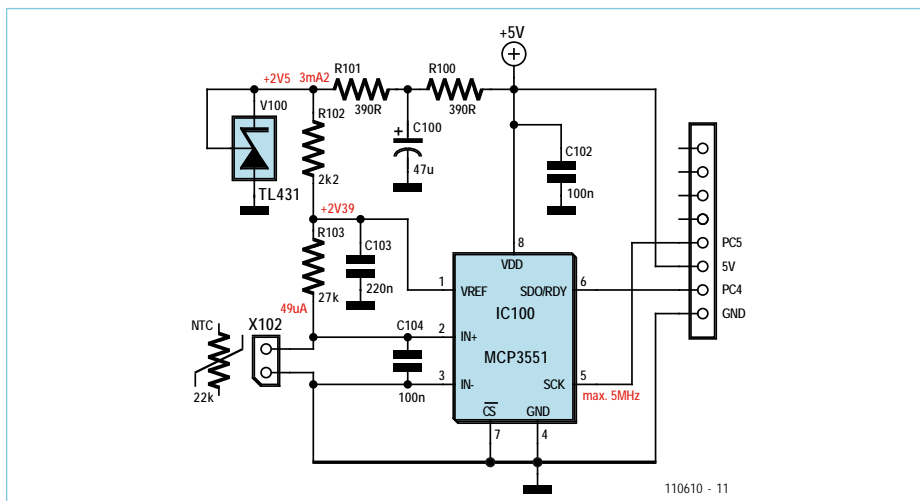 +5V
R101
R100
+2V5
3mA2
390R
390R
V100
R102
C100
+
47u
C102
100n
2k2
TL431
+2V39
R103
C103
220n
27k
PC5
5V
PC4
GND
8
VDD
1
VREF
SDO/RDY
6
IC100
49uA
NTC
X102
C104
2
IN+
MCP3551
3
IN-
SCK
5
100n
max. 5MHz
22k
CS
GND
7
4
110610 - 11